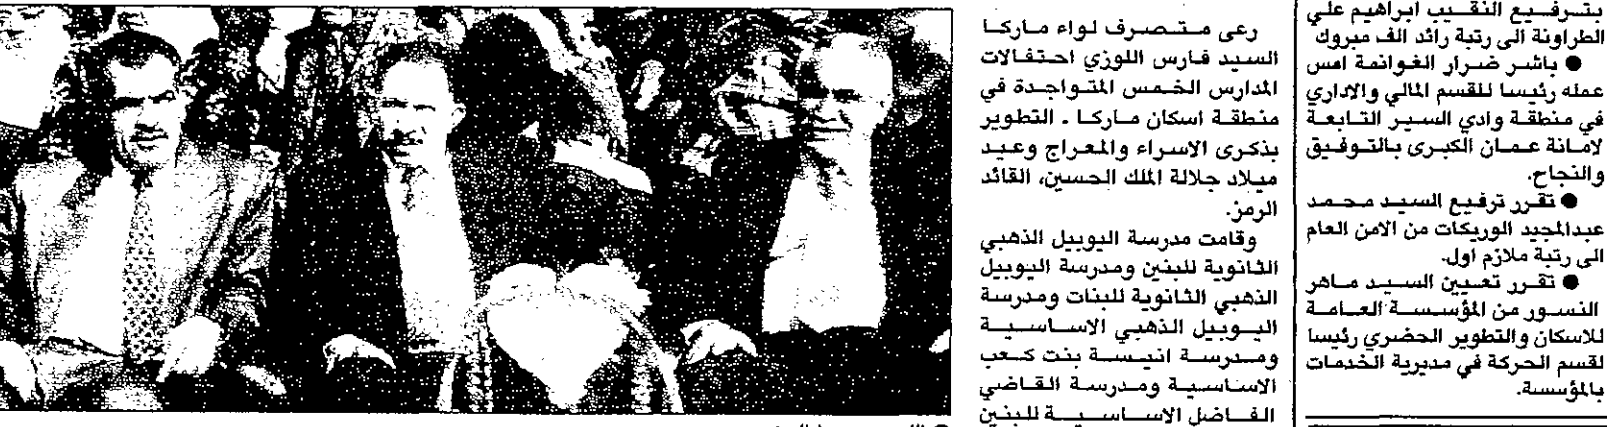 بترفيع النقيب ابراهيم علي
الطراونة الى رتبة رائد الف مبروك
● باشر ضرار الغوانمة امس
عمله رئيسا للقسم المالي والاداري
في منطقة وادي السير التابعة
لامانة عمان الكبرى بالتوفيق
والنجاح.
● تقرر ترفيع السيد محمد
عبدالمجيد الوريكات من الامن العام
الى رتبة ملازم اول.
● تقرر تعيين السيد ماهر
النسور من المؤسسة العامة
للاسكان والتطوير الحضري رئيسا
لقسم الحركة في مديرية الخدمات
بالمؤسسة.
رعى متصرف لواء ماركا
السيد فارس اللوزي احتفالات
المدارس الخمس المتواجدة في
منطقة اسكان ماركا ـ التطوير
بذكرى الاسراء والمعراج وعيد
ميلاد جلالة الملك الحسين، القائد
الرمز.
وقامت مدرسة اليوبيل الذهبي
الثانوية للبنين ومدرسة اليوبيل
الذهبي الثانوية للبنات ومدرسة
اليوبيل الذهبي الاساسية
ومدرسة انيسة بنت كعب
الاساسية ومدرسة القاضي
الفاضل الاساسية للبنين